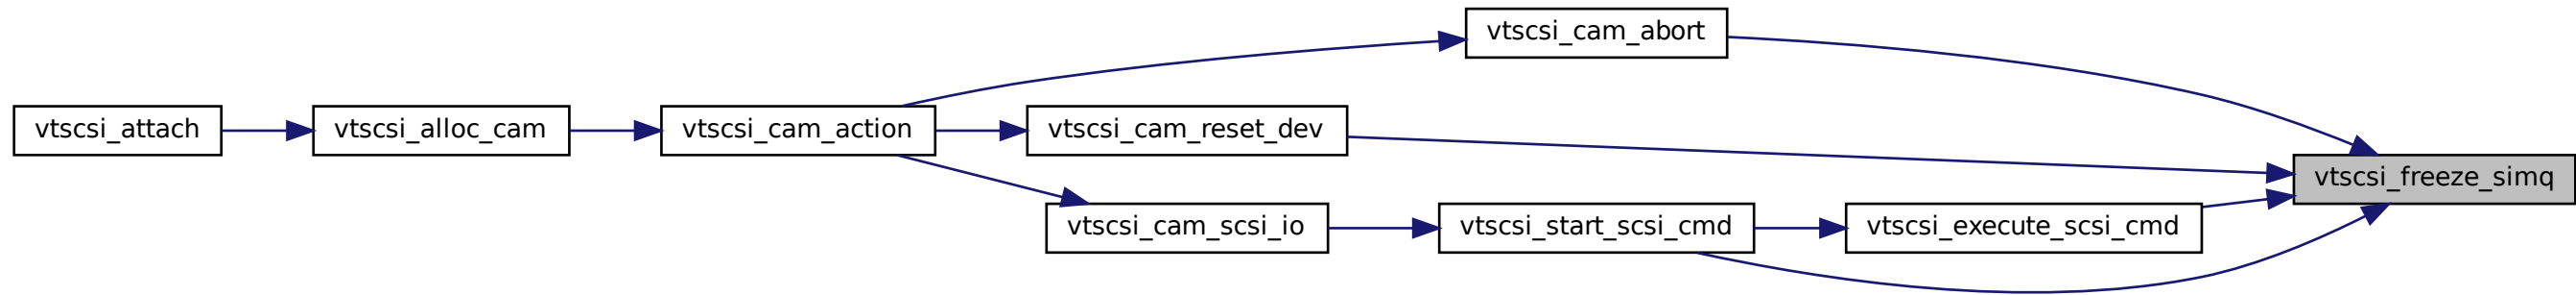 vtscsi_cam_abort
vtscsi_attach
vtscsi_alloc_cam
vtscsi_cam_action
vtscsi_cam_reset_dev
vtscsi_freeze_simq
vtscsi_cam_scsi_io
vtscsi_start_scsi_cmd
vtscsi_execute_scsi_cmd